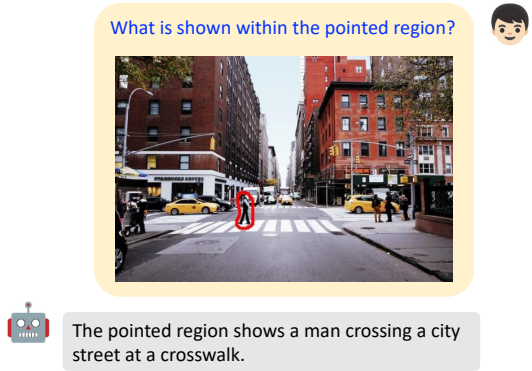 What is shown within the pointed region?
STARBUCKS COFFEE
The pointed region shows a man crossing a city
street at a crosswalk.